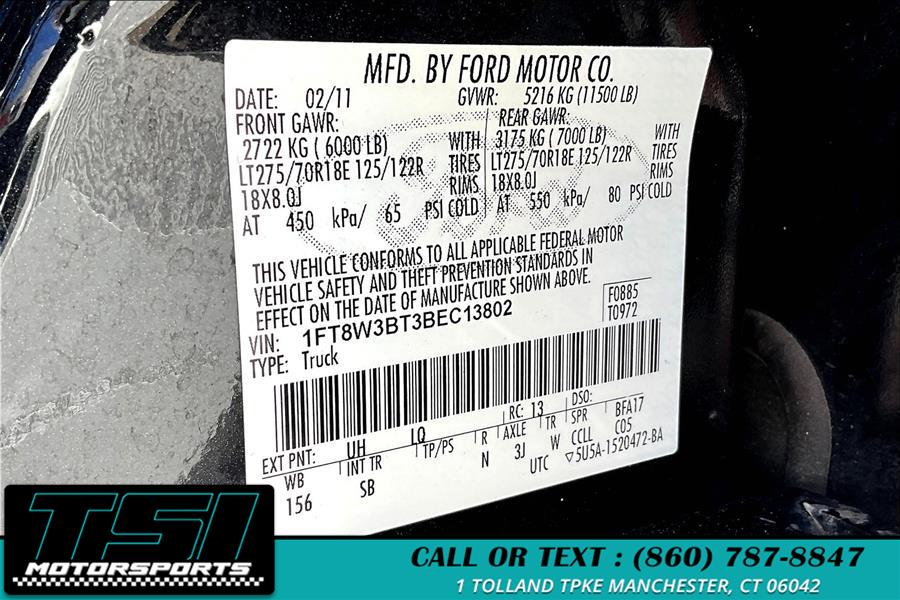 MFD. BY FORD MOTOR CO.
DATE: 02/11 GVWR: 5216 KG (11500 LB)
FRONT GAWR: REAR GAWR:
2722 KG (6000 LB) WITH 3175 KG (7000 LB) WITH
LT275/70R18E 125/122R TIRES LT275/70R18E 125/122R TIRES
18X8.0J RIMS 18X8.0J RIMS
AT 450 kPa/ 65 PSI COLD AT 550 kPa/ 80 PSI COLD
THIS VEHICLE CONFORMS TO ALL APPLICABLE FEDERAL MOTOR
VEHICLE SAFETY AND THEFT PREVENTION STANDARDS IN
EFFECT ON THE DATE OF MANUFACTURE SHOWN ABOVE.
VIN: 1FT8W3BT3BEC13802 F0885
TYPE: Truck T0972
EXT PNT: UH LQ RC: 13 DSO:
WB INT TR TP/PS R AXLE TR SPR BFA17
156 SB N 3J W CCLL C05
UTC ▽5U5A-1520472-BA
TSI
MOTORSPORTS
CALL OR TEXT : (860) 787-8847
1 TOLLAND TPKE MANCHESTER, CT 06042